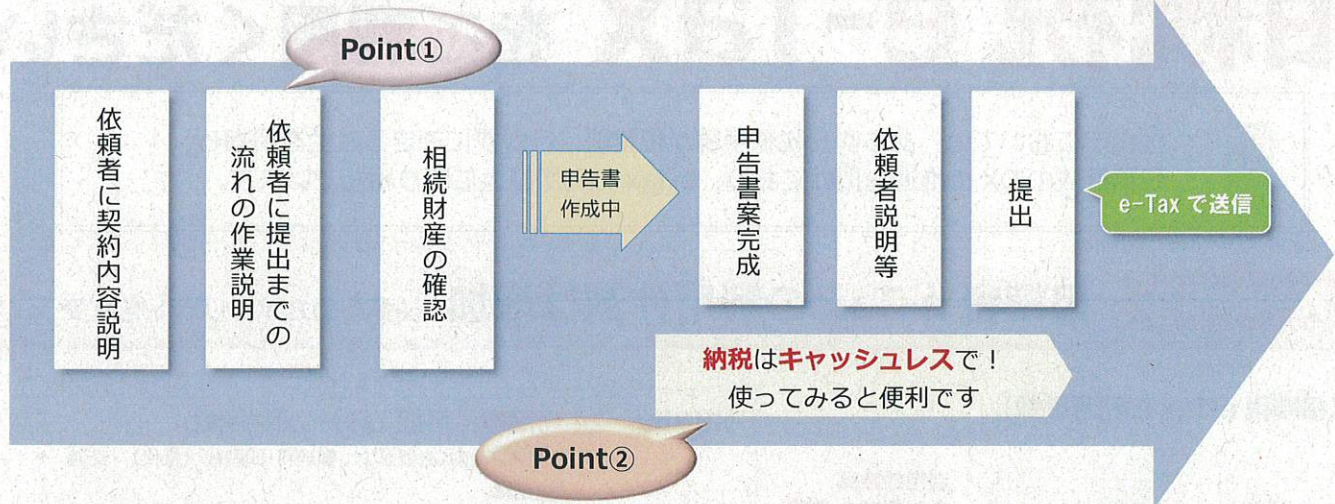 Point①
依頼者に契約内容説明
依頼者に提出までの
流れの作業説明
相続財産の確認
申告書
作成中
申告書案完成
依頼者説明等
提出
e-Tax で送信
納税はキャッシュレスで！
使ってみると便利です
Point②